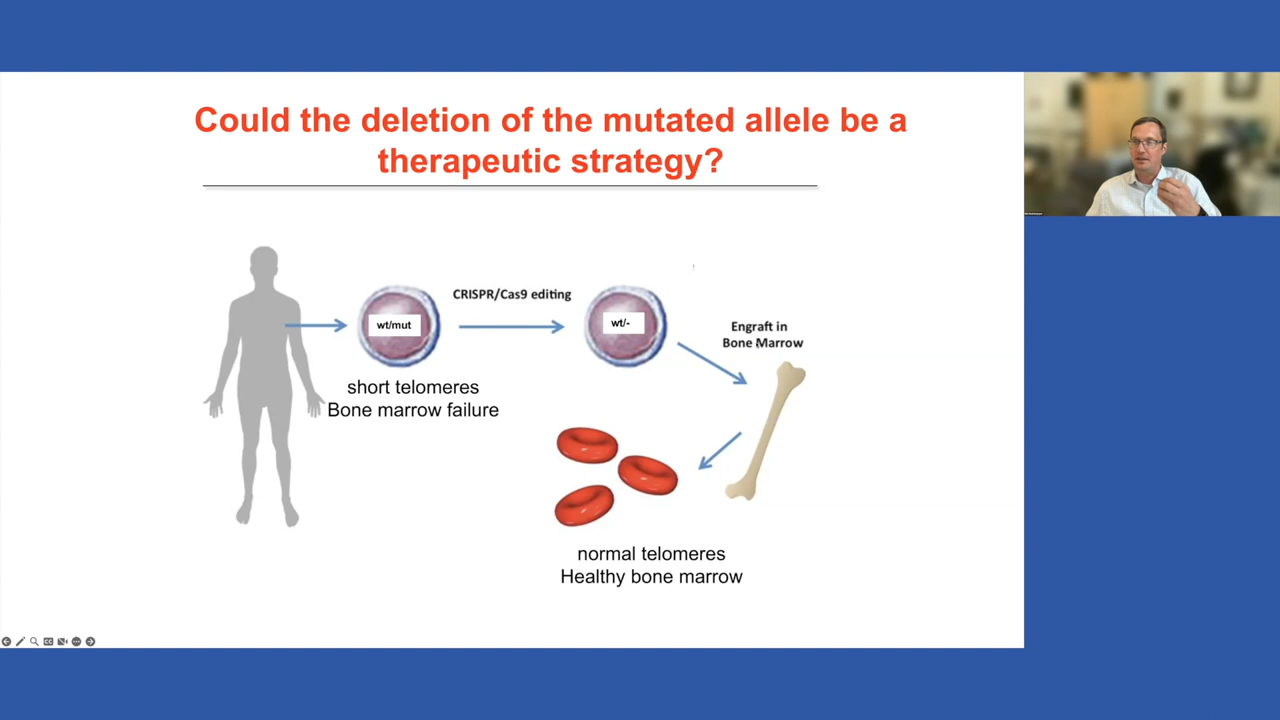 Could the deletion of the mutated allele be a
therapeutic strategy?
CRISPR/Cas9 editing
wt/mut
wt/-
Engraft in
Bone Marrow
short telomeres
Bone marrow failure
normal telomeres
Healthy bone marrow